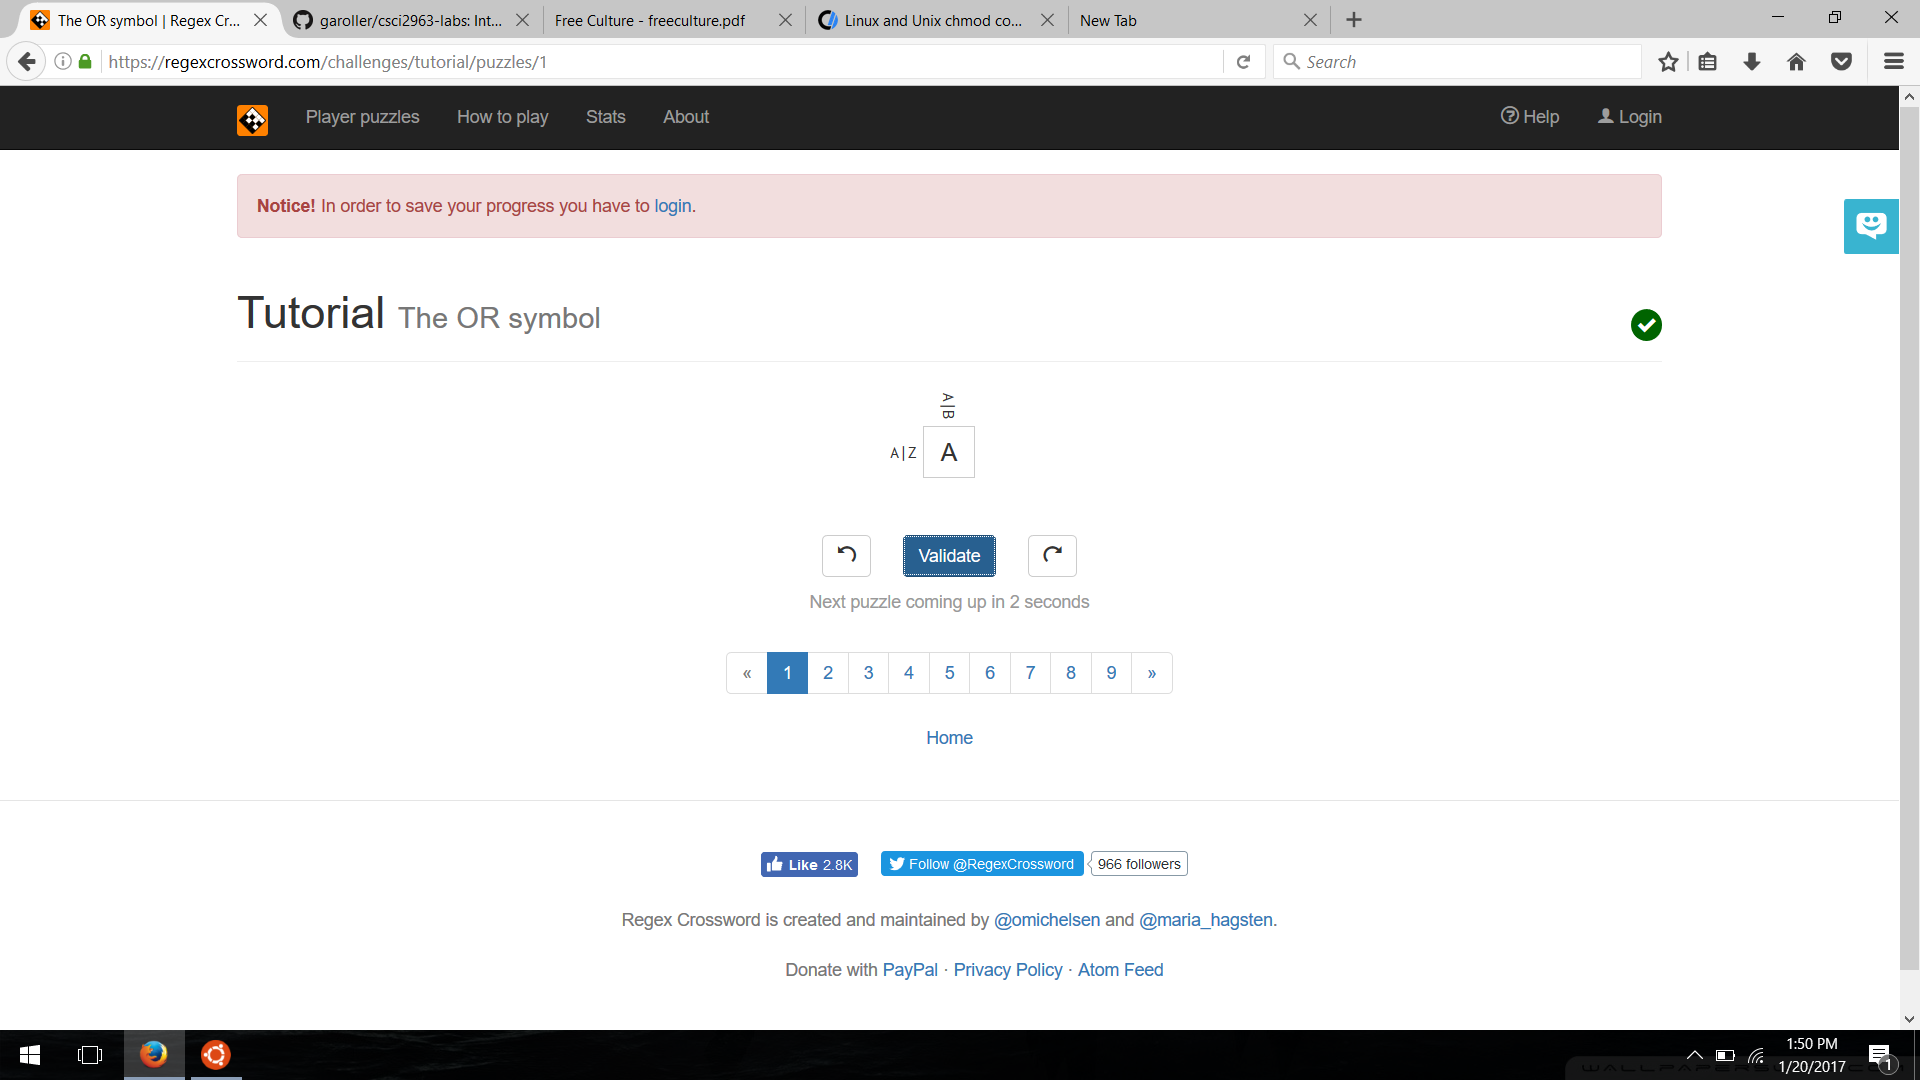 The OR symbol | Regex Cr...
garoller/csci2963-labs: Int...
Free Culture - freeculture.pdf
Linux and Unix chmod co...
New Tab
https://regexcrossword.com/challenges/tutorial/puzzles/1
Search
Player puzzles How to play Stats About Help Login
Notice! In order to save your progress you have to login.
Tutorial The OR symbol
A|B
A|Z A
Validate
Next puzzle coming up in 2 seconds
« 1 2 3 4 5 6 7 8 9 »
Home
Like 2.8K Follow @RegexCrossword 966 followers
Regex Crossword is created and maintained by @omichelsen and @maria_hagsten.
Donate with PayPal · Privacy Policy · Atom Feed
1:50 PM
1/20/2017
1